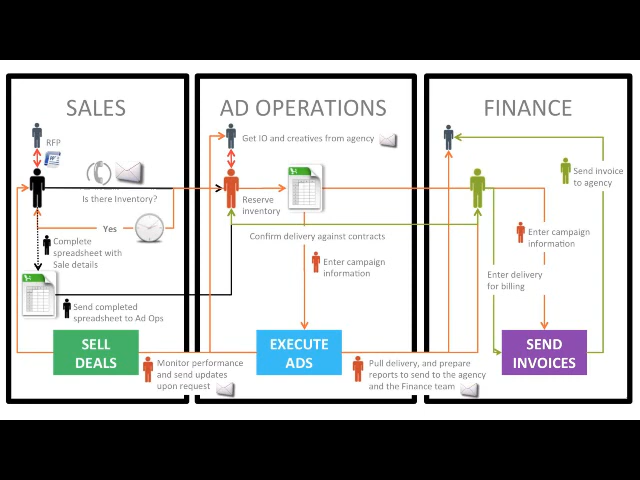 SALES
RFP
Is there Inventory?
Yes
Complete
spreadsheet with
Sale details
Send completed
spreadsheet to Ad Ops
SELL
DEALS
AD OPERATIONS
Get IO and creatives from agency
Reserve
inventory
Confirm delivery against contracts
Enter campaign
information
EXECUTE
ADS
Monitor performance
and send updates
upon request
Pull delivery, and prepare
reports to send to the agency
and the Finance team
FINANCE
Send invoice
to agency
Enter campaign
information
Enter delivery
for billing
SEND
INVOICES